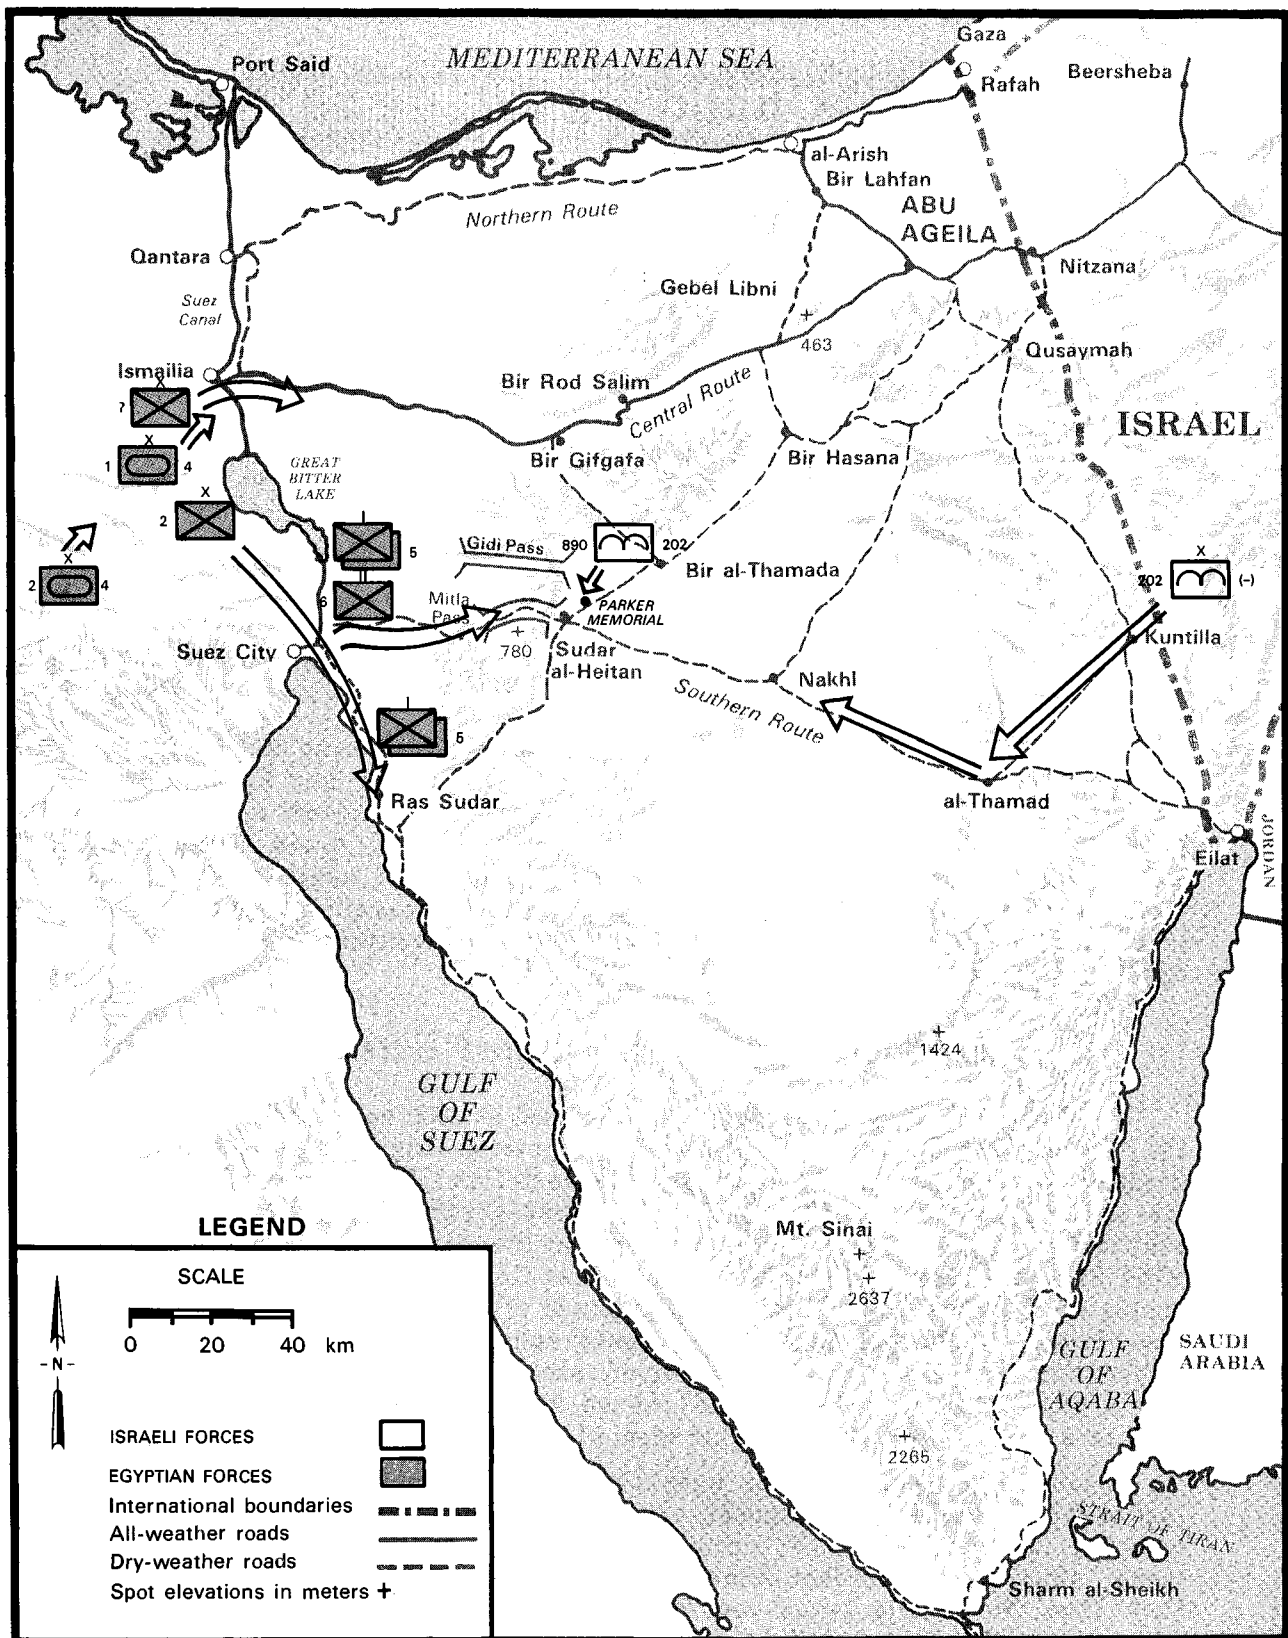 Gaza
MEDITERRANEAN SEA
Port Said
Rafah
Beersheba
al-Arish
Bir Lahfan
ABU
AGEILA
Northern Route
Qantara
Nitzana
Gebel Libni
Suez
Canal
463
Qusaymah
Ismailia
X
?
Bir Rod Salim
Central Route
ISRAEL
X
1
4
GREAT
BITTER
LAKE
Bir Gifgafa
Bir Hasana
X
2
5
Gidi Pass
890
202
Bir al-Thamada
X
2
4
X
202
(-)
6
Mitla
Pass
PARKER
MEMORIAL
780
Sudar
al-Heitan
Kuntilla
Suez City
Nakhl
Southern Route
5
Ras Sudar
al-Thamad
JORDAN
Eilat
1424
GULF
OF
SUEZ
Mt. Sinai
2637
GULF
OF
AQABA
SAUDI
ARABIA
2265
STRAIT OF TIRAN
Sharm al-Sheikh
LEGEND
SCALE
0 20 40 km
-N-
ISRAELI FORCES
EGYPTIAN FORCES
International boundaries
All-weather roads
Dry-weather roads
Spot elevations in meters +